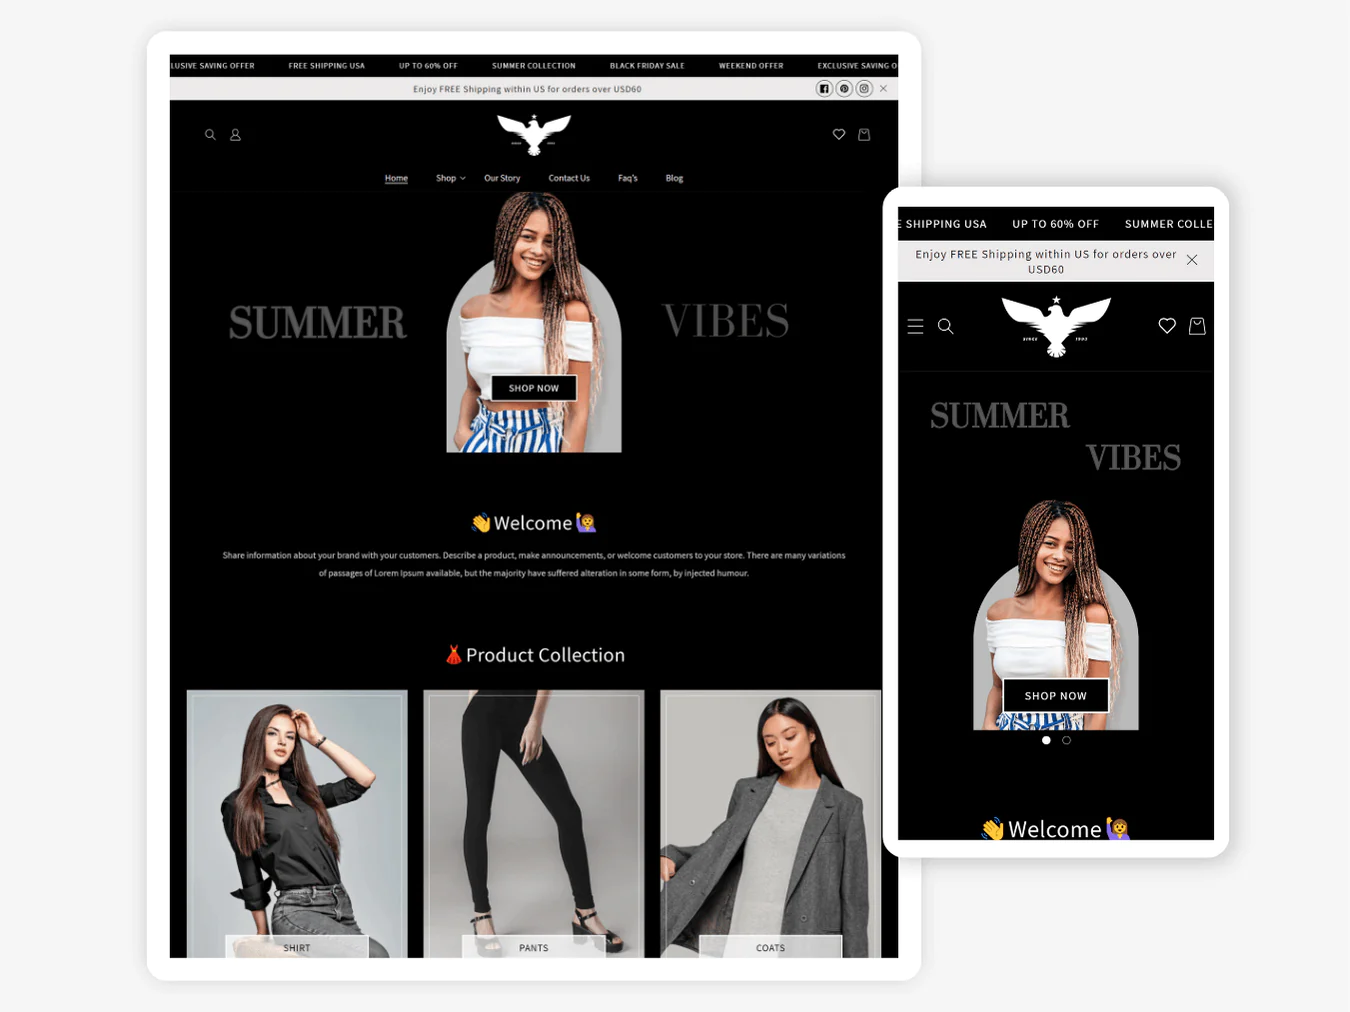 LUSIVE SAVING OFFER FREE SHIPPING USA UP TO 60% OFF SUMMER COLLECTION BLACK FRIDAY SALE WEEKEND OFFER EXCLUSIVE SAVING O
Enjoy FREE Shipping within US for orders over USD60
Home Shop Our Story Contact Us Faq's Blog
SUMMER VIBES
SHOP NOW
👋Welcome🙋‍♀️
Share information about your brand with your customers. Describe a product, make announcements, or welcome customers to your store. There are many variations
of passages of Lorem Ipsum available, but the majority have suffered alteration in some form, by injected humour.
👗Product Collection
SHIRT PANTS COATS
E SHIPPING USA UP TO 60% OFF SUMMER COLLE
Enjoy FREE Shipping within US for orders over
USD60
SINCE
SUMMER
VIBES
SHOP NOW
👋Welcome🙋‍♀️